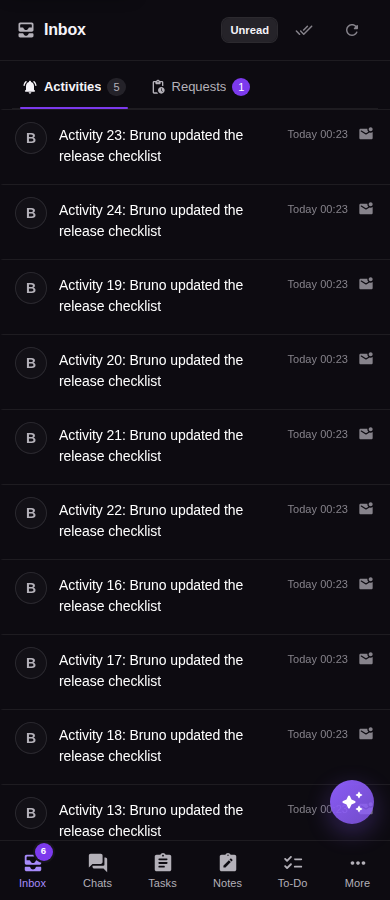 Inbox
Unread
Activities 5
Requests 1
Activity 23: Bruno updated the
release checklist
Today 00:23
B
Activity 24: Bruno updated the
release checklist
Today 00:23
B
Activity 19: Bruno updated the
release checklist
Today 00:23
B
Activity 20: Bruno updated the
release checklist
Today 00:23
B
Activity 21: Bruno updated the
release checklist
Today 00:23
B
Activity 22: Bruno updated the
release checklist
Today 00:23
B
Activity 16: Bruno updated the
release checklist
Today 00:23
B
Activity 17: Bruno updated the
release checklist
Today 00:23
B
Activity 18: Bruno updated the
release checklist
Today 00:23
B
Activity 13: Bruno updated the
release checklist
Today 00
B
6
Inbox
Chats
Tasks
Notes
To-Do
More